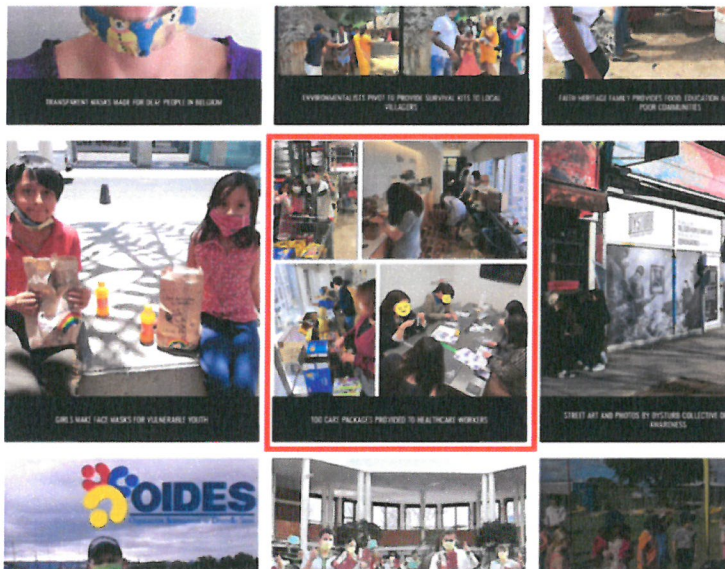 TRANSPARENT MASKS MADE FOR DEAF PEOPLE IN BELGIUM
ENVIRONMENTALISTS PIVOT TO PROVIDE SURVIVAL KITS TO LOCAL
VILLAGERS
FAITH HERITAGE FAMILY PROVIDES FOOD, EDUCATION
POOR COMMUNITIES
GIRLS MAKE FACE MASKS FOR VULNERABLE YOUTH
100 CARE PACKAGES PROVIDED TO HEALTHCARE WORKERS
STREET ART AND PHOTOS BY DYSTURB COLLECTIVE
AWARENESS
OIDES